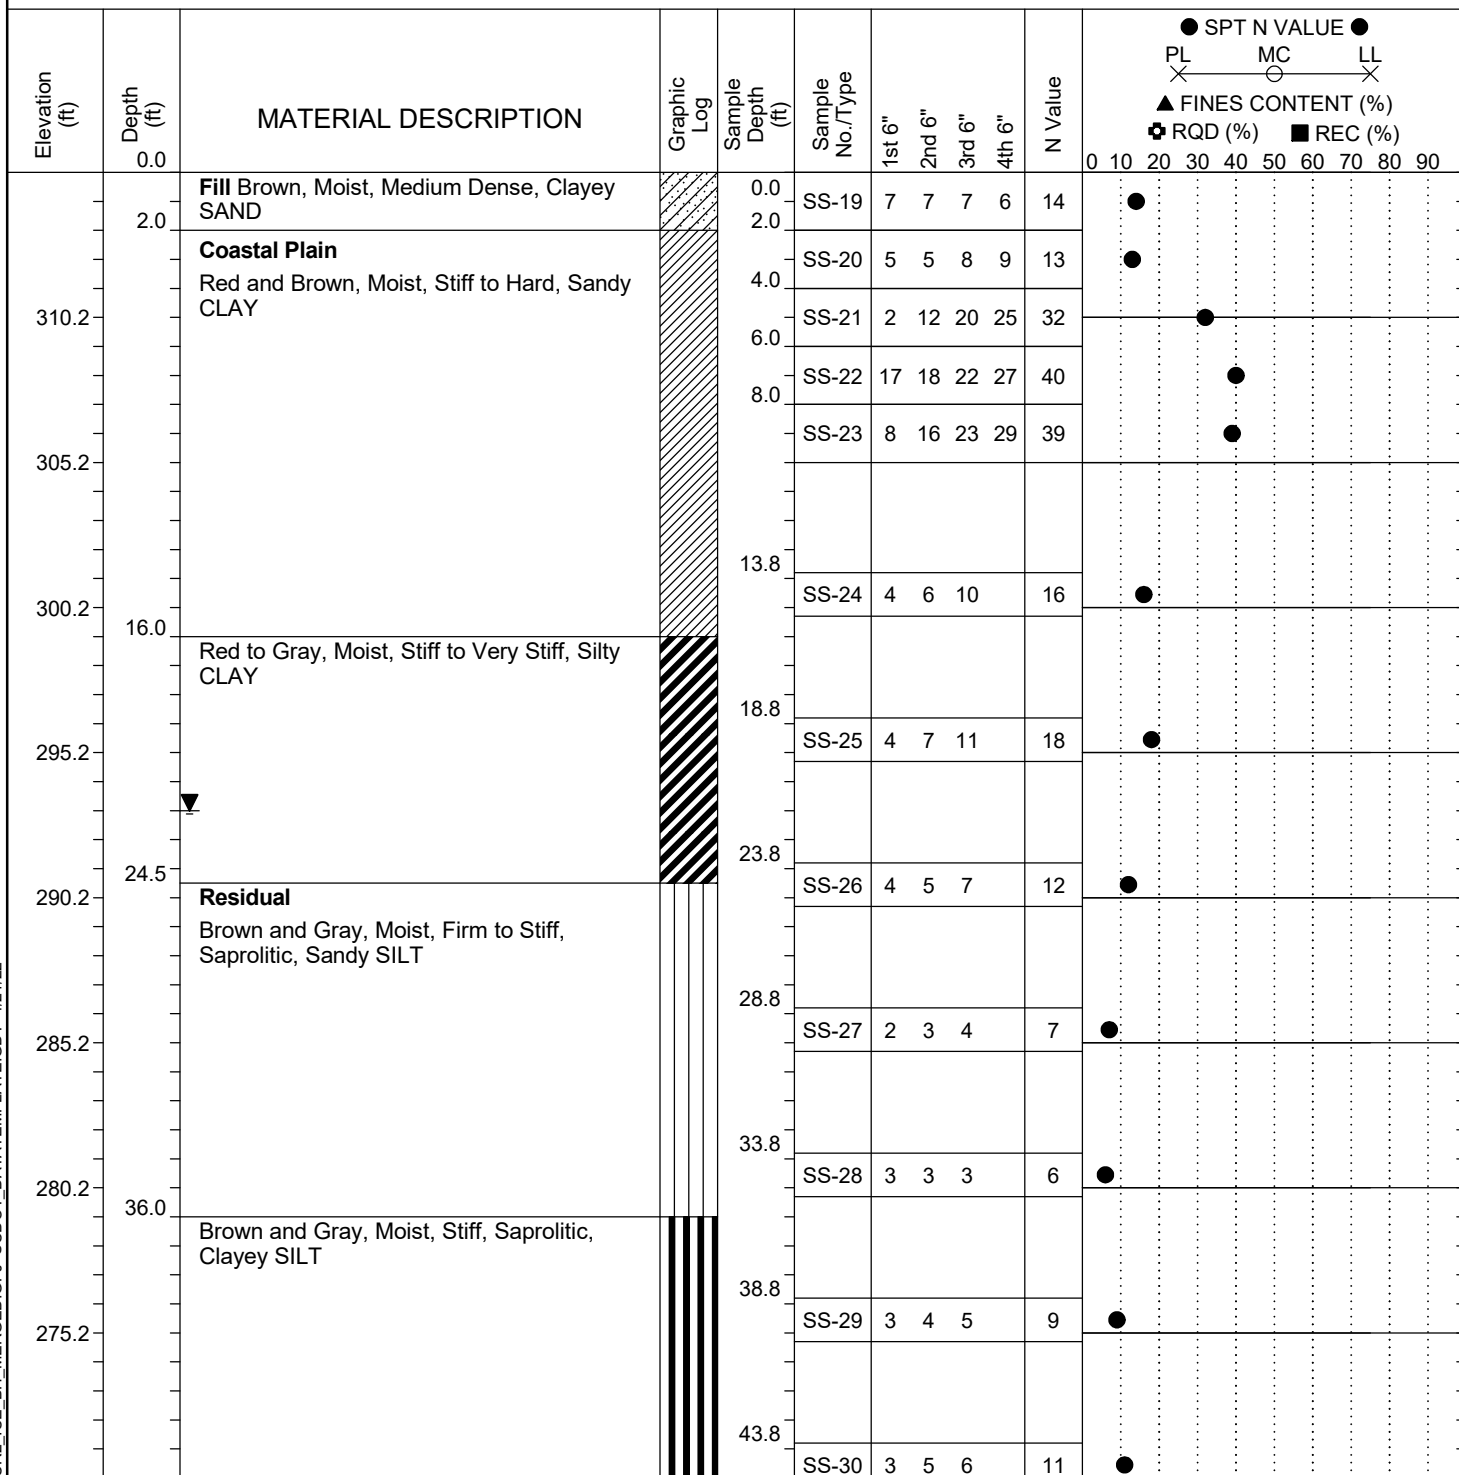 ● SPT N VALUE ●
PL MC LL
▲ FINES CONTENT (%)
RQD (%) ■ REC (%)
0 10 20 30 40 50 60 70 80 90
Elevation (ft)
Depth (ft)
0.0
MATERIAL DESCRIPTION
Graphic Log
Sample Depth (ft)
Sample No./Type
1st 6"
2nd 6"
3rd 6"
4th 6"
N Value
Fill Brown, Moist, Medium Dense, Clayey
SAND
0.0
SS-19 7 7 7 6 14
2.0
2.0
Coastal Plain
SS-20 5 5 8 9 13
Red and Brown, Moist, Stiff to Hard, Sandy
CLAY
4.0
310.2
SS-21 2 12 20 25 32
6.0
SS-22 17 18 22 27 40
8.0
SS-23 8 16 23 29 39
305.2
13.8
SS-24 4 6 10 16
300.2
16.0
Red to Gray, Moist, Stiff to Very Stiff, Silty
CLAY
18.8
SS-25 4 7 11 18
295.2
23.8
24.5
SS-26 4 5 7 12
290.2
Residual
Brown and Gray, Moist, Firm to Stiff,
Saprolitic, Sandy SILT
28.8
SS-27 2 3 4 7
285.2
33.8
SS-28 3 3 3 6
280.2
36.0
Brown and Gray, Moist, Stiff, Saprolitic,
Clayey SILT
38.8
SS-29 3 4 5 9
275.2
43.8
SS-30 3 5 6 11